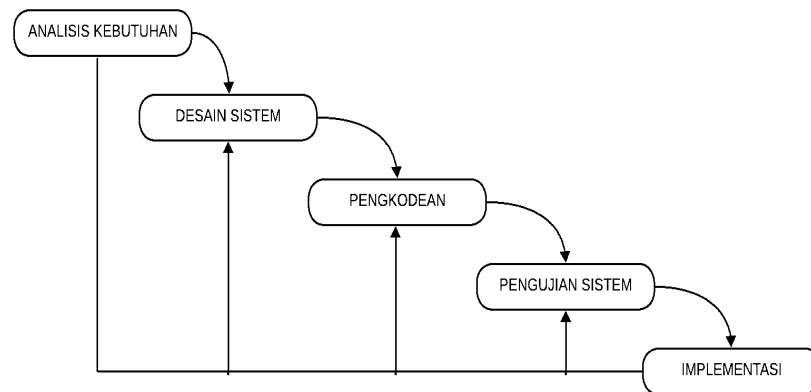 ANALISIS KEBUTUHAN
DESAIN SISTEM
PENGKODEAN
PENGUJIAN SISTEM
IMPLEMENTASI